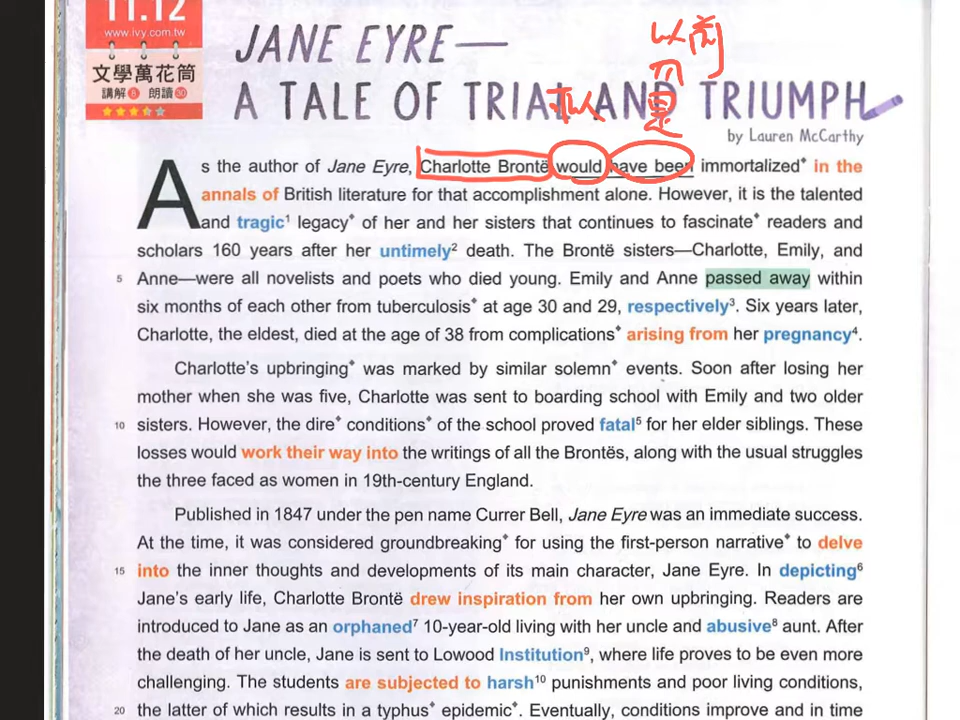 11.12
www.ivy.com.tw
文學萬花筒
講解 8 朗讀 30
JANE EYRE—
A TALE OF TRIAL AND TRIUMPH
以前
不是
by Lauren McCarthy
As the author of Jane Eyre, Charlotte Brontë would have been immortalized◆ in the
annals of British literature for that accomplishment alone. However, it is the talented
and tragic¹ legacy◆ of her and her sisters that continues to fascinate◆ readers and
scholars 160 years after her untimely² death. The Brontë sisters—Charlotte, Emily, and
5 Anne—were all novelists and poets who died young. Emily and Anne passed away within
six months of each other from tuberculosis◆ at age 30 and 29, respectively³. Six years later,
Charlotte, the eldest, died at the age of 38 from complications◆ arising from her pregnancy⁴.
Charlotte's upbringing◆ was marked by similar solemn◆ events. Soon after losing her
mother when she was five, Charlotte was sent to boarding school with Emily and two older
10 sisters. However, the dire◆ conditions◆ of the school proved fatal⁵ for her elder siblings. These
losses would work their way into the writings of all the Brontës, along with the usual struggles
the three faced as women in 19th-century England.
Published in 1847 under the pen name Currer Bell, Jane Eyre was an immediate success.
At the time, it was considered groundbreaking◆ for using the first-person narrative◆ to delve
15 into the inner thoughts and developments of its main character, Jane Eyre. In depicting⁶
Jane's early life, Charlotte Brontë drew inspiration from her own upbringing. Readers are
introduced to Jane as an orphaned⁷ 10-year-old living with her uncle and abusive⁸ aunt. After
the death of her uncle, Jane is sent to Lowood Institution⁹, where life proves to be even more
challenging. The students are subjected to harsh¹⁰ punishments and poor living conditions,
20 the latter of which results in a typhus◆ epidemic◆. Eventually, conditions improve and in time